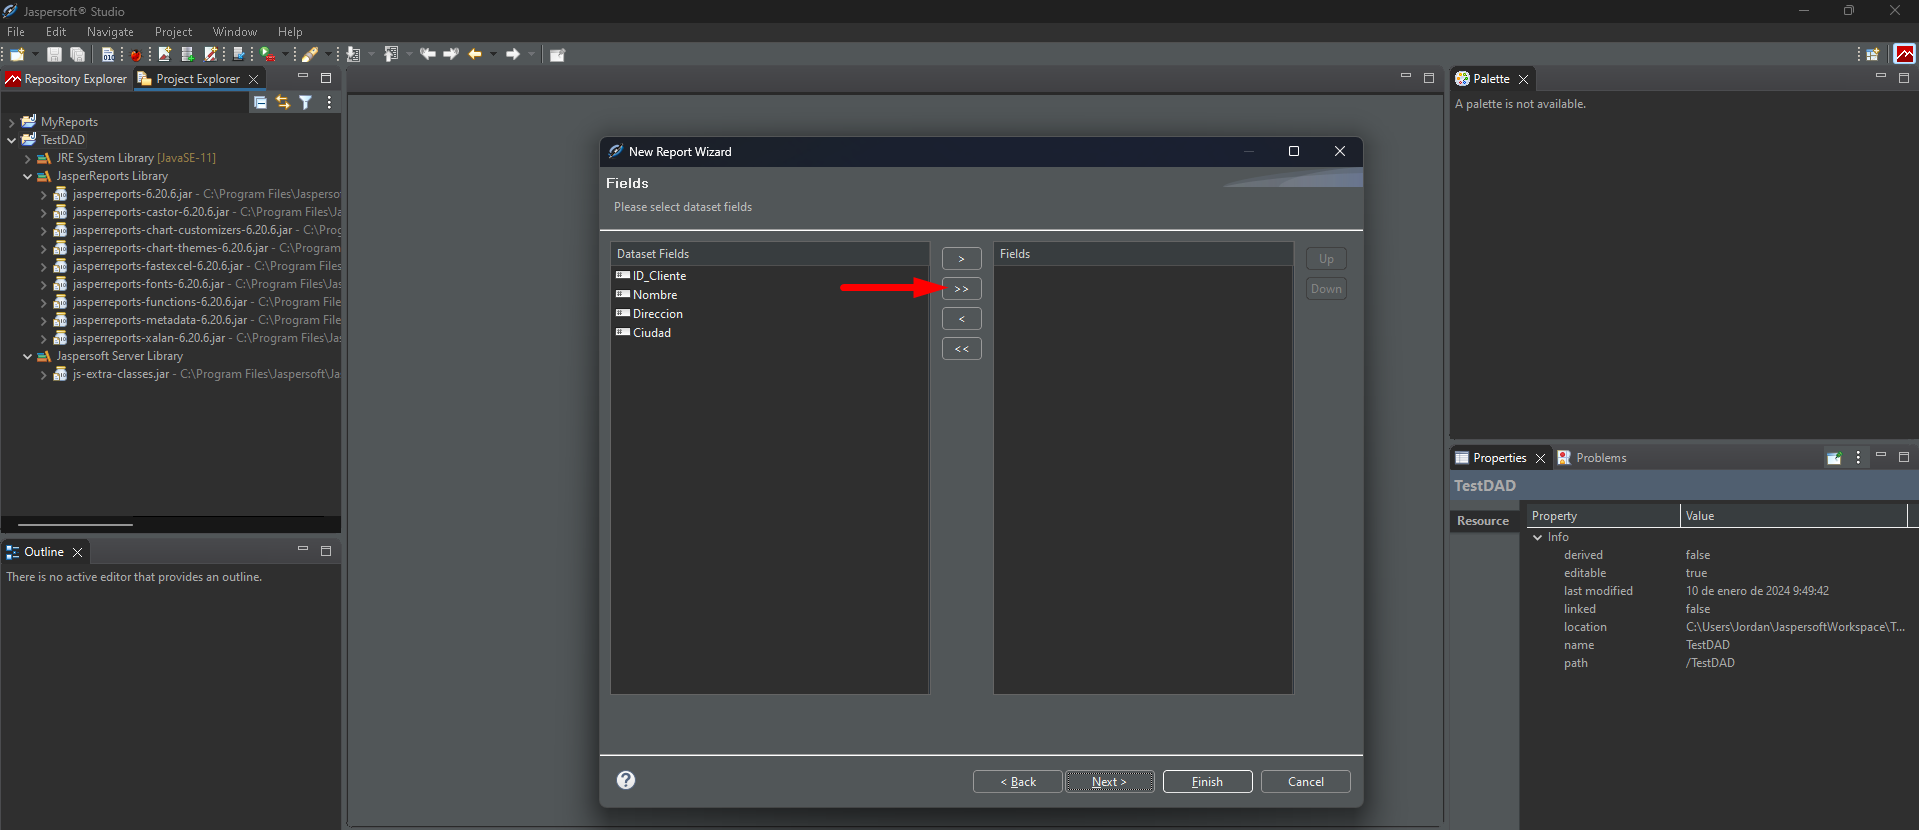 Jaspersoft® Studio
File Edit Navigate Project Window Help
Repository Explorer Project Explorer
MyReports
TestDAD
JRE System Library [JavaSE-11]
JasperReports Library
jasperreports-6.20.6.jar - C:\Program Files\Jasperso
jasperreports-castor-6.20.6.jar - C:\Program Files\Ja
jasperreports-chart-customizers-6.20.6.jar - C:\Prog
jasperreports-chart-themes-6.20.6.jar - C:\Program
jasperreports-fastexcel-6.20.6.jar - C:\Program Files
jasperreports-fonts-6.20.6.jar - C:\Program Files\Jas
jasperreports-functions-6.20.6.jar - C:\Program Files
jasperreports-metadata-6.20.6.jar - C:\Program File
jasperreports-xalan-6.20.6.jar - C:\Program Files\Jas
Jaspersoft Server Library
js-extra-classes.jar - C:\Program Files\Jaspersoft\Ja
Outline
There is no active editor that provides an outline.
New Report Wizard
Fields
Please select dataset fields
Dataset Fields
ID_Cliente
Nombre
Direccion
Ciudad
>
>>
<
<<
Fields
Up
Down
< Back Next > Finish Cancel
Palette
A palette is not available.
Properties Problems
TestDAD
Resource
Property Value
Info
derived false
editable true
last modified 10 de enero de 2024 9:49:42
linked false
location C:\Users\Jordan\JaspersoftWorkspace\T...
name TestDAD
path /TestDAD